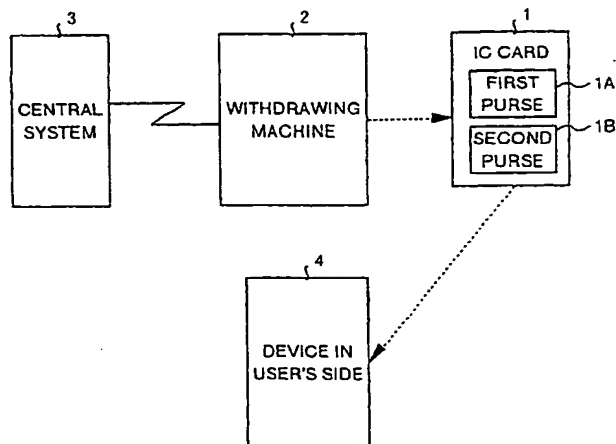 3
2
1
CENTRAL
SYSTEM
WITHDRAWING
MACHINE
IC CARD
FIRST
PURSE
1A
SECOND
PURSE
1B
4
DEVICE IN
USER'S SIDE